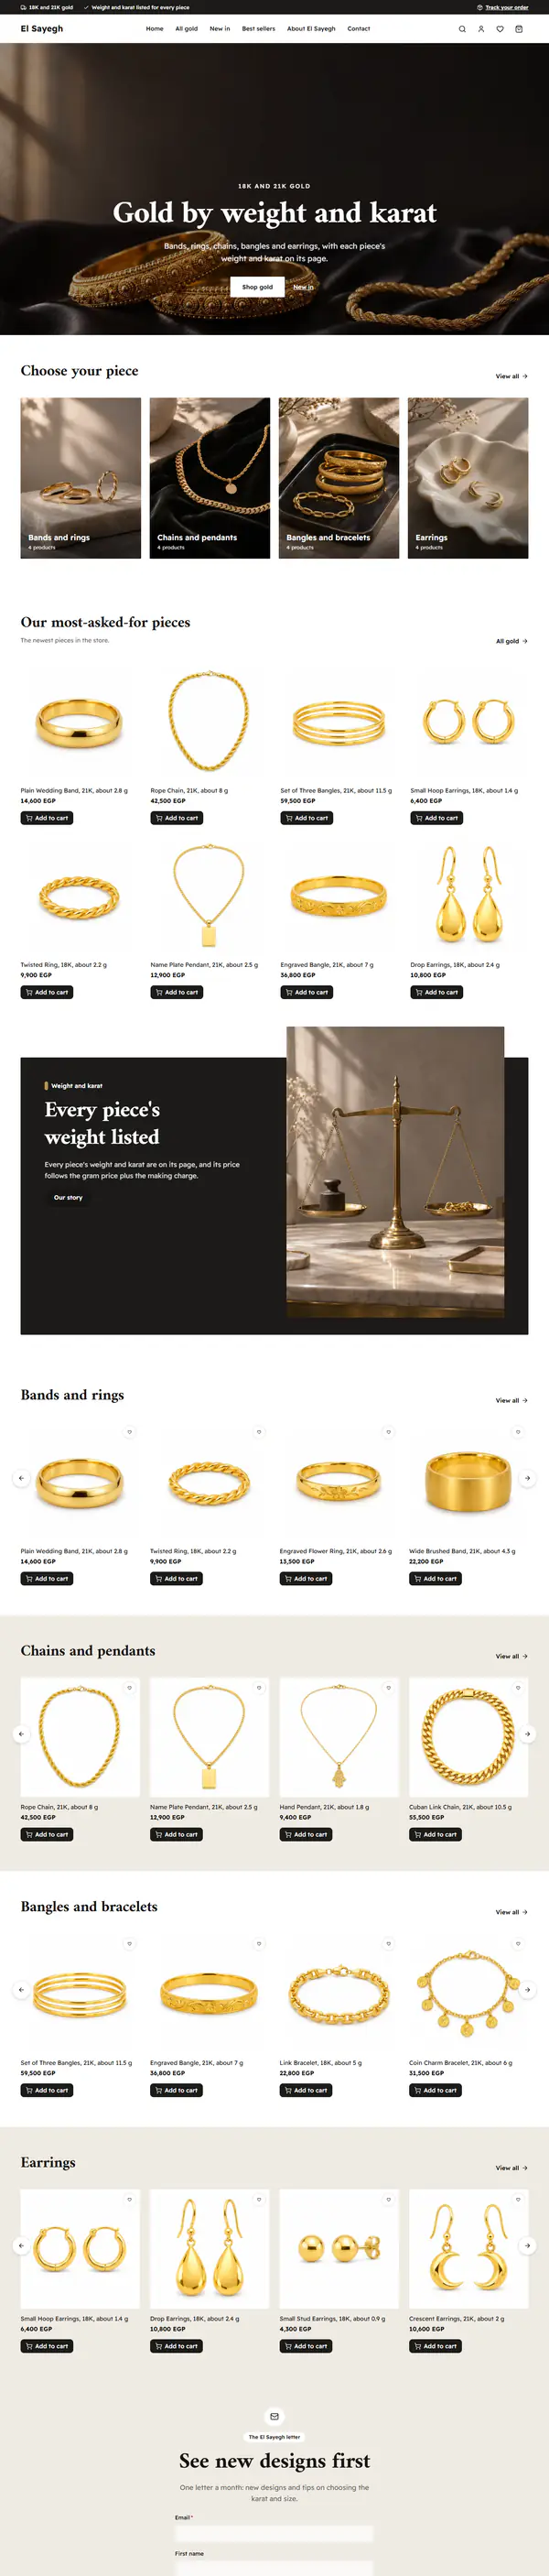 18K and 21K gold
Weight and karat listed for every piece
Track your order
El Sayegh
Home
All gold
New in
Best sellers
About El Sayegh
Contact
18K AND 21K GOLD
Gold by weight and karat
Bands, rings, chains, bangles and earrings, with each piece's
weight and karat on its page.
Shop gold
New in
Choose your piece
View all
Bands and rings
4 products
Chains and pendants
4 products
Bangles and bracelets
4 products
Earrings
4 products
Our most-asked-for pieces
The newest pieces in the store.
All gold
Plain Wedding Band, 21K, about 2.8 g
14,600 EGP
Add to cart
Rope Chain, 21K, about 8 g
42,500 EGP
Add to cart
Set of Three Bangles, 21K, about 11.5 g
59,500 EGP
Add to cart
Small Hoop Earrings, 18K, about 1.4 g
6,400 EGP
Add to cart
Twisted Ring, 18K, about 2.2 g
9,900 EGP
Add to cart
Name Plate Pendant, 21K, about 2.5 g
12,900 EGP
Add to cart
Engraved Bangle, 21K, about 7 g
36,800 EGP
Add to cart
Drop Earrings, 18K, about 2.4 g
10,800 EGP
Add to cart
Weight and karat
Every piece's
weight listed
Every piece's weight and karat are on its page, and its price
follows the gram price plus the making charge.
Our story
Bands and rings
View all
Plain Wedding Band, 21K, about 2.8 g
14,600 EGP
Add to cart
Twisted Ring, 18K, about 2.2 g
9,900 EGP
Add to cart
Engraved Flower Ring, 21K, about 2.6 g
13,500 EGP
Add to cart
Wide Brushed Band, 21K, about 4.3 g
22,200 EGP
Add to cart
Chains and pendants
View all
Rope Chain, 21K, about 8 g
42,500 EGP
Add to cart
Name Plate Pendant, 21K, about 2.5 g
12,900 EGP
Add to cart
Hand Pendant, 21K, about 1.8 g
9,400 EGP
Add to cart
Cuban Link Chain, 21K, about 10.5 g
55,500 EGP
Add to cart
Bangles and bracelets
View all
Set of Three Bangles, 21K, about 11.5 g
59,500 EGP
Add to cart
Engraved Bangle, 21K, about 7 g
36,800 EGP
Add to cart
Link Bracelet, 18K, about 5 g
22,800 EGP
Add to cart
Coin Charm Bracelet, 21K, about 6 g
31,500 EGP
Add to cart
Earrings
View all
Small Hoop Earrings, 18K, about 1.4 g
6,400 EGP
Add to cart
Drop Earrings, 18K, about 2.4 g
10,800 EGP
Add to cart
Small Stud Earrings, 18K, about 0.9 g
4,300 EGP
Add to cart
Crescent Earrings, 21K, about 2 g
10,600 EGP
Add to cart
The El Sayegh letter
See new designs first
One letter a month: new designs and tips on choosing the
karat and size.
Email*
First name